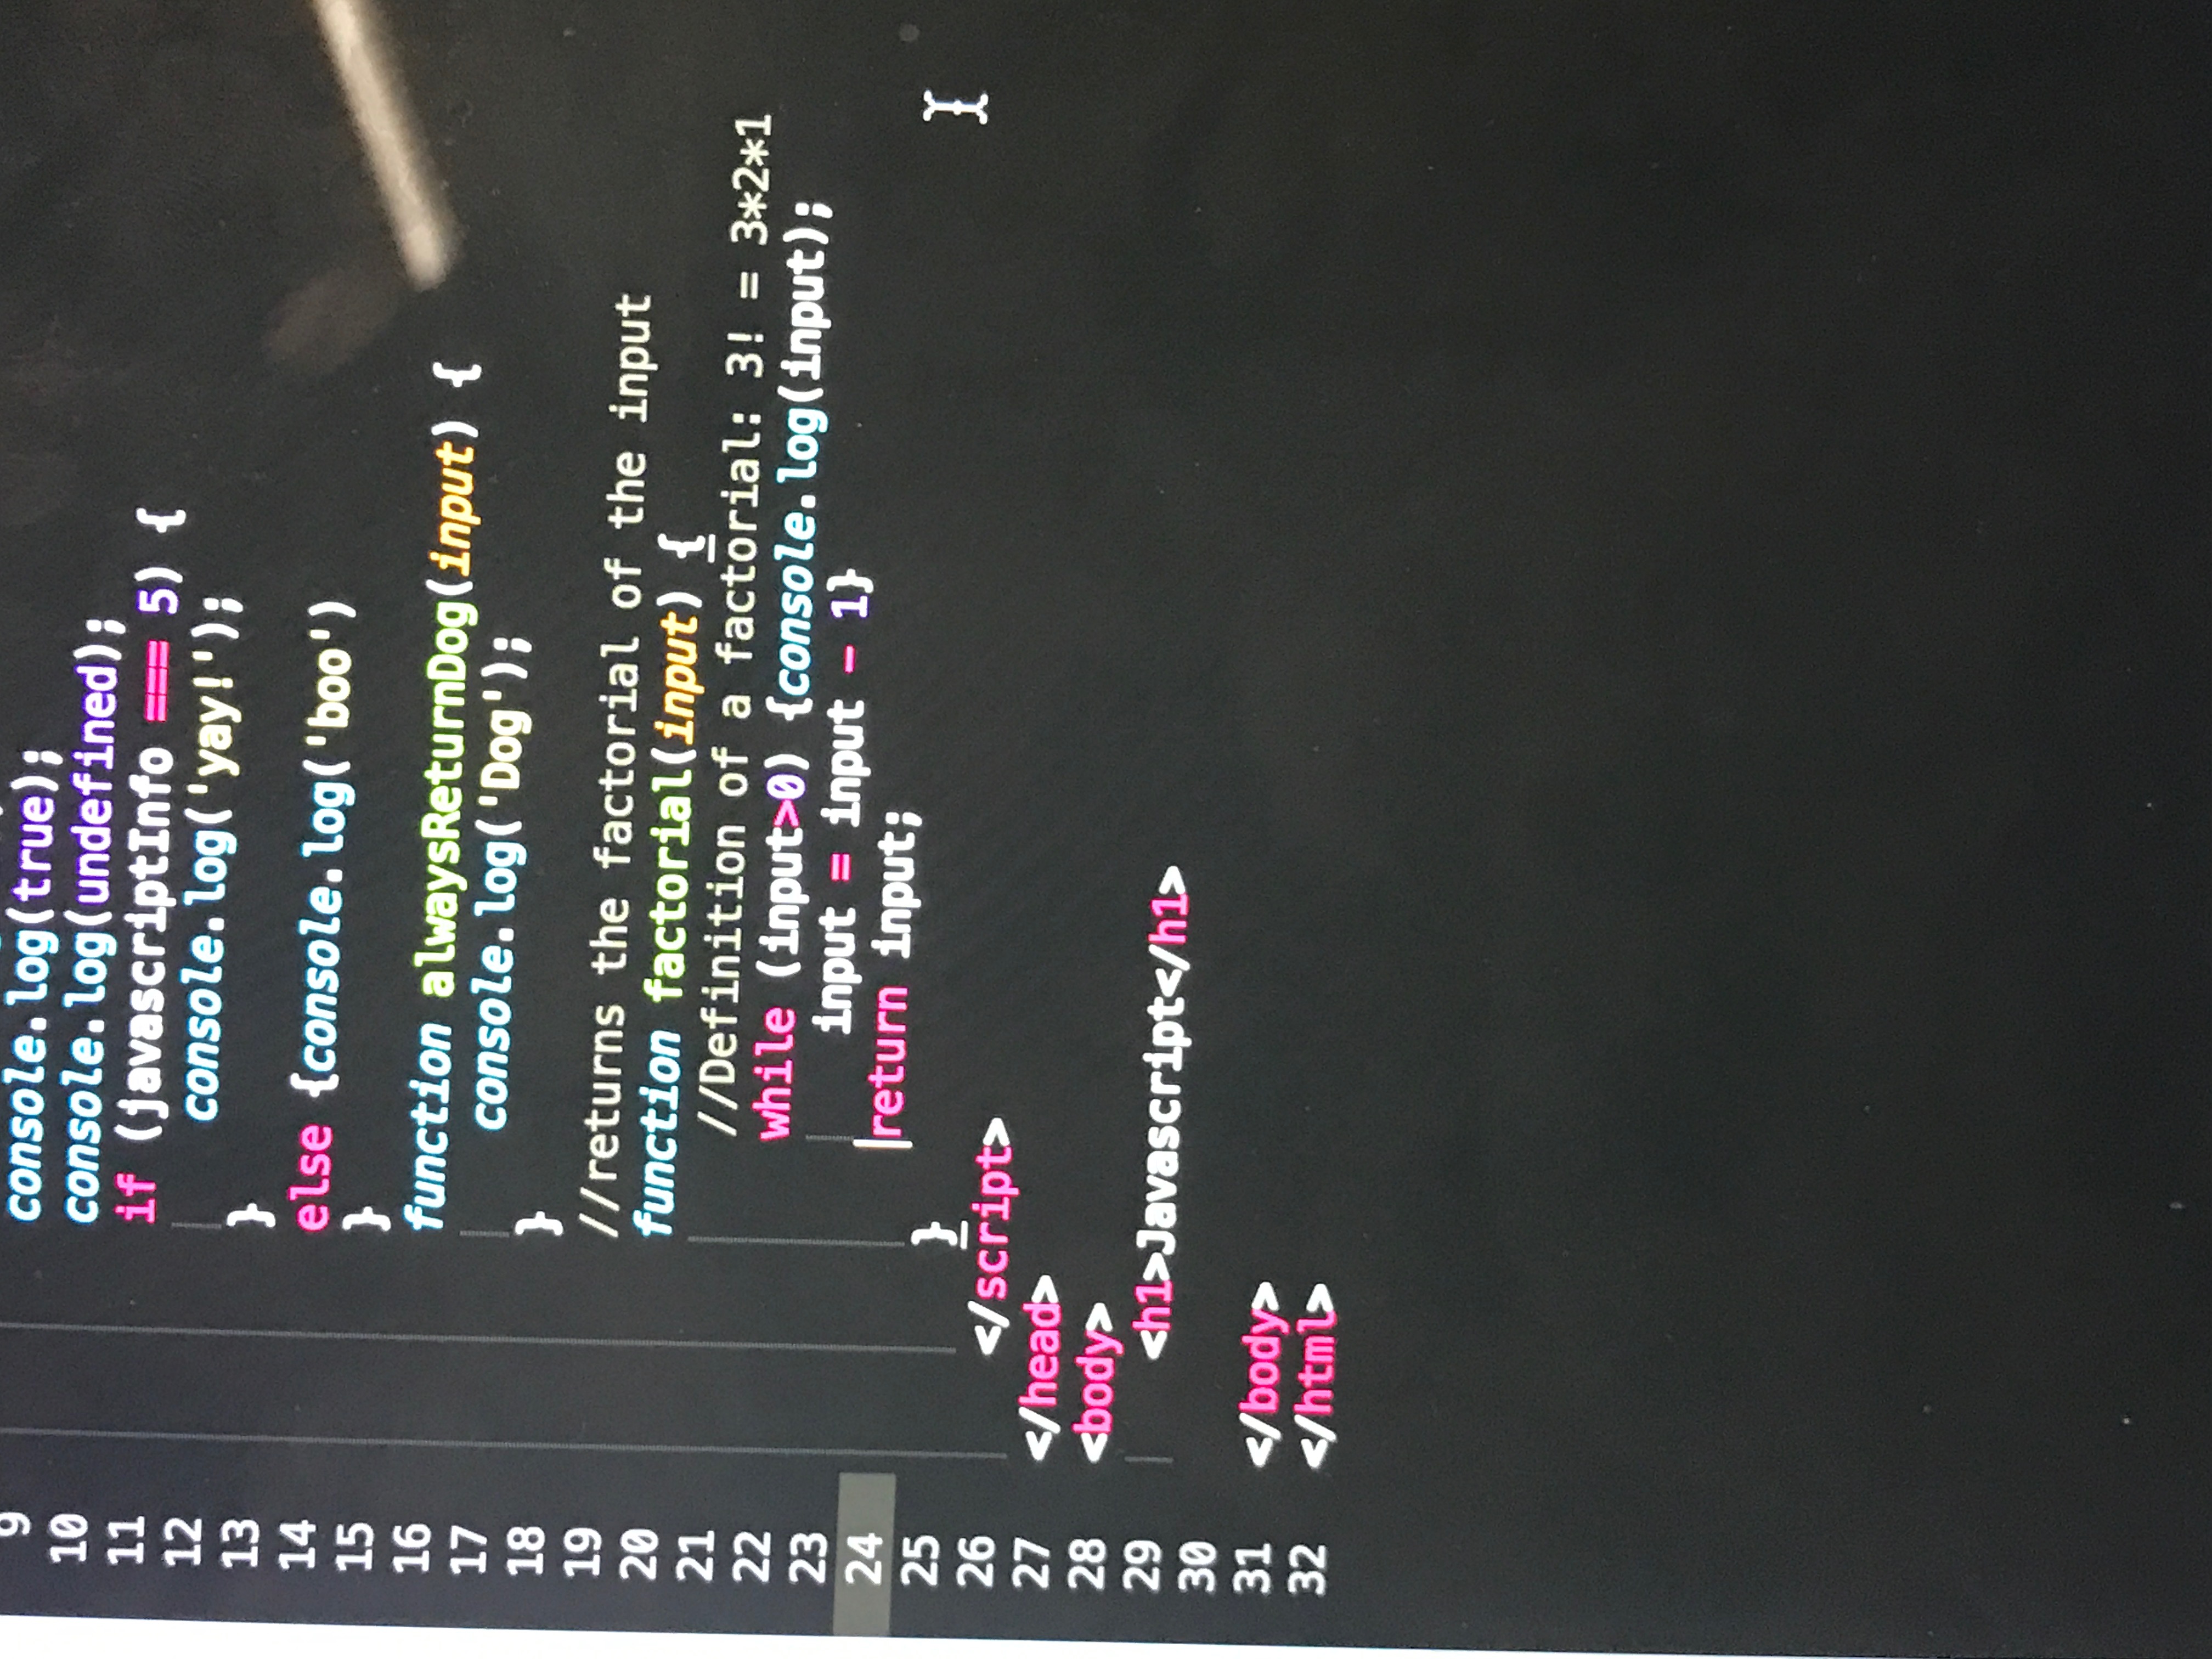 9 console.log(true);
10 console.log(undefined);
11 if (javascriptInfo === 5) {
12 console.log('yay!');
13 }
14 else {console.log('boo')
15 }
16 function alwaysReturnDog(input) {
17 console.log('Dog');
18 }
19 //returns the factorial of the input
20 function factorial(input) {
21 //Definition of a factorial: 3! = 3*2*1
22 while (input>0) {console.log(input);
23 input = input - 1}
24 return input;
25 }
26 </script>
27 </head>
28 <body>
29 <h1>Javascript</h1>
30
31 </body>
32 </html>